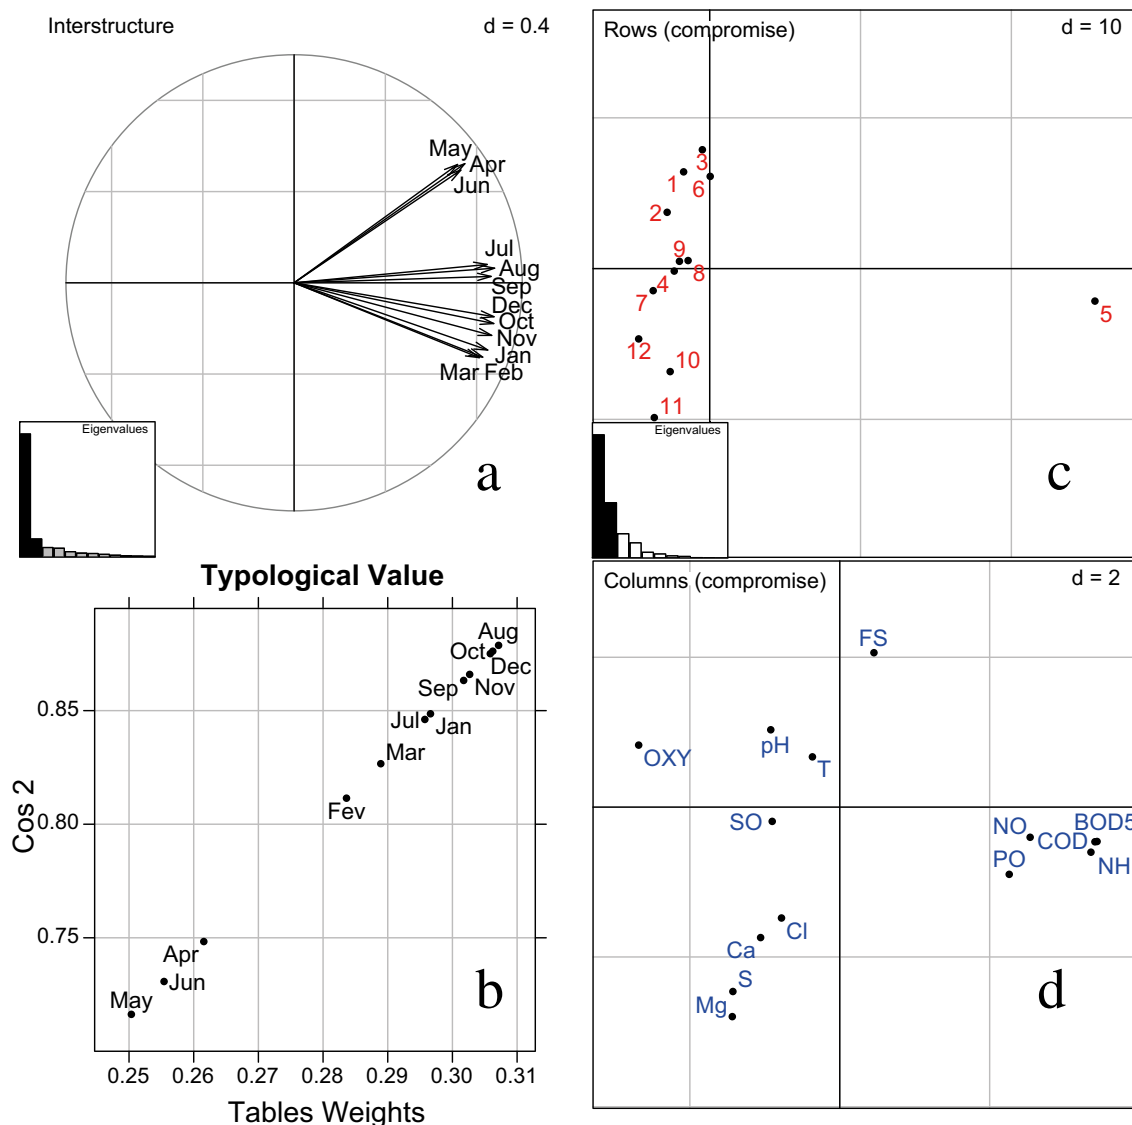 Interstructure
d = 0.4
May
Apr
Jun
Jul
Aug
Sep
Dec
Oct
Nov
Jan
Mar Feb
Eigenvalues
a
Rows (compromise)
d = 10
3
1
6
2
9
8
4
7
5
12
10
11
Eigenvalues
c
Typological Value
Aug
Oct
Dec
Sep
Nov
Jul
Jan
Mar
Fev
Apr
Jun
May
b
0.85
0.80
0.75
Cos 2
0.25
0.26
0.27
0.28
0.29
0.30
0.31
Tables Weights
Columns (compromise)
d = 2
FS
OXY
pH
T
SO
NO
COD
BOD5
PO
NH
Cl
Ca
S
Mg
d